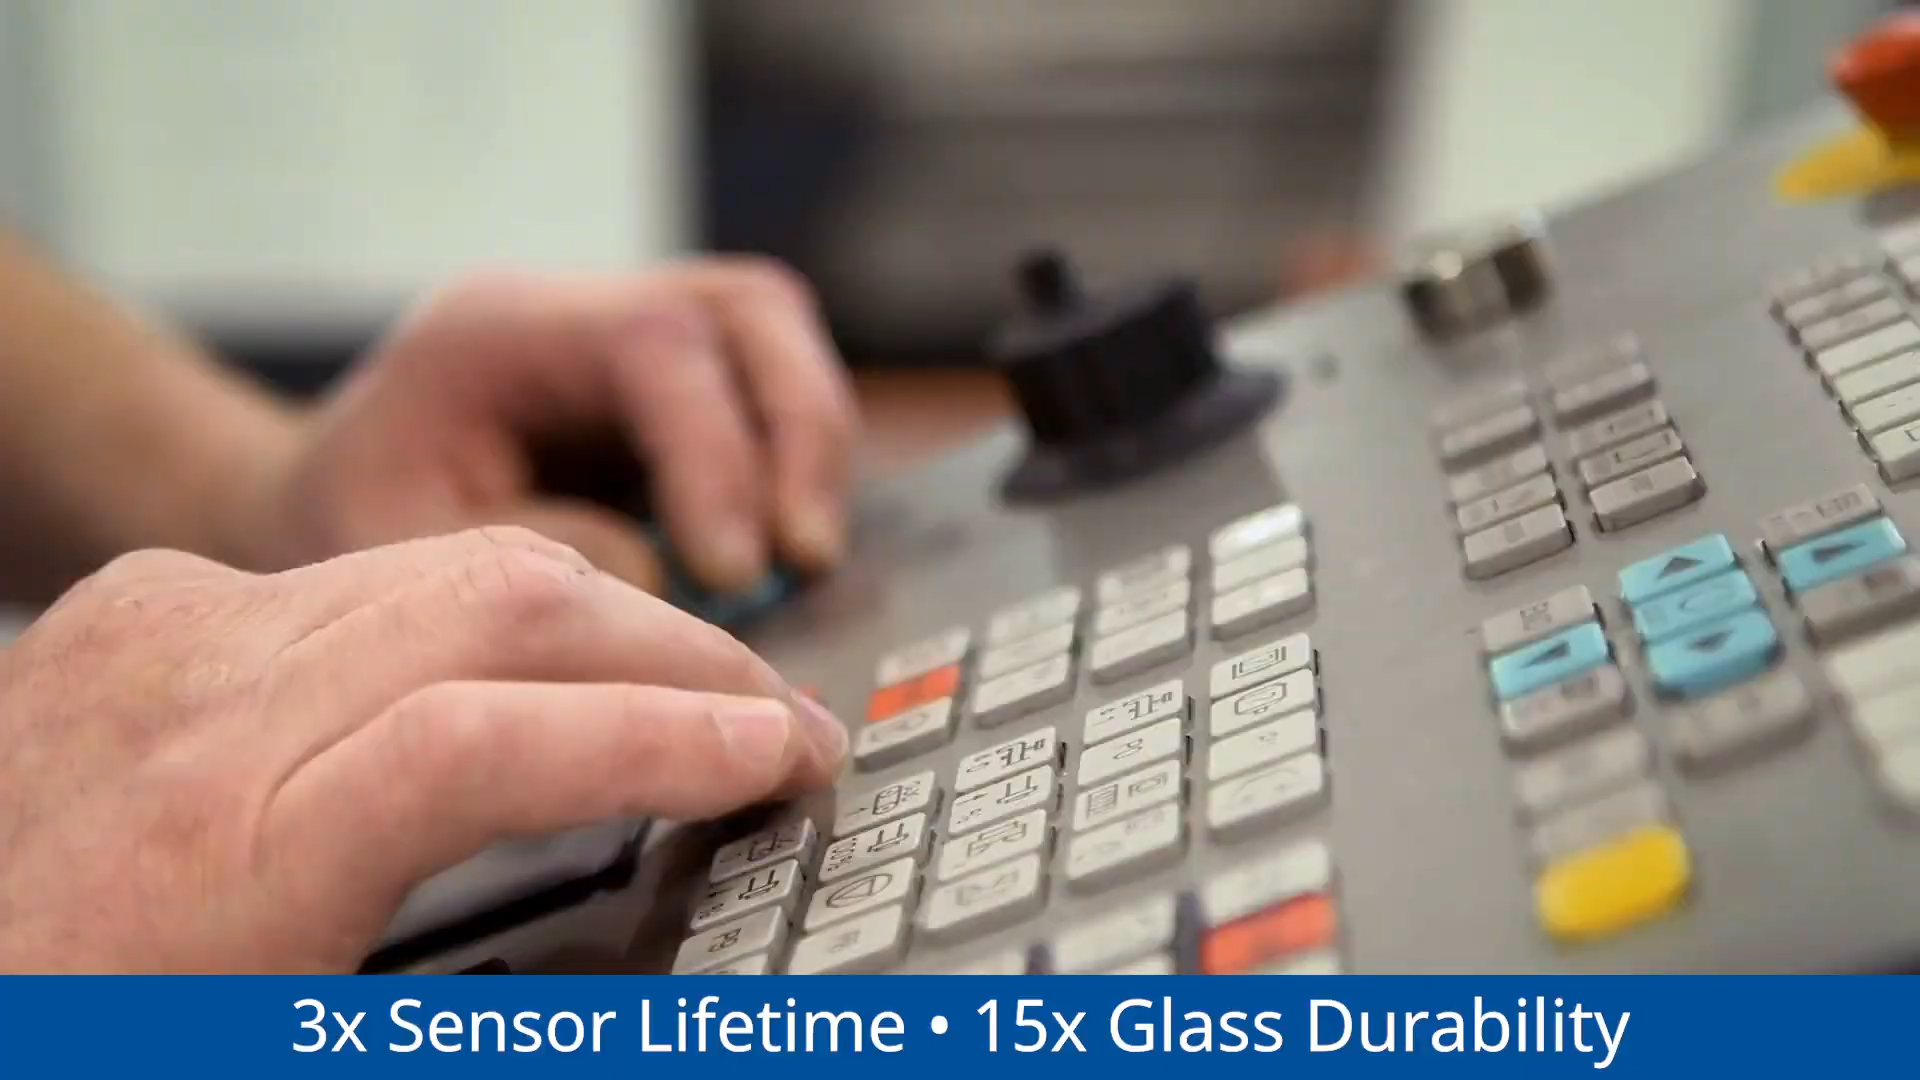 3x Sensor Lifetime • 15x Glass Durability